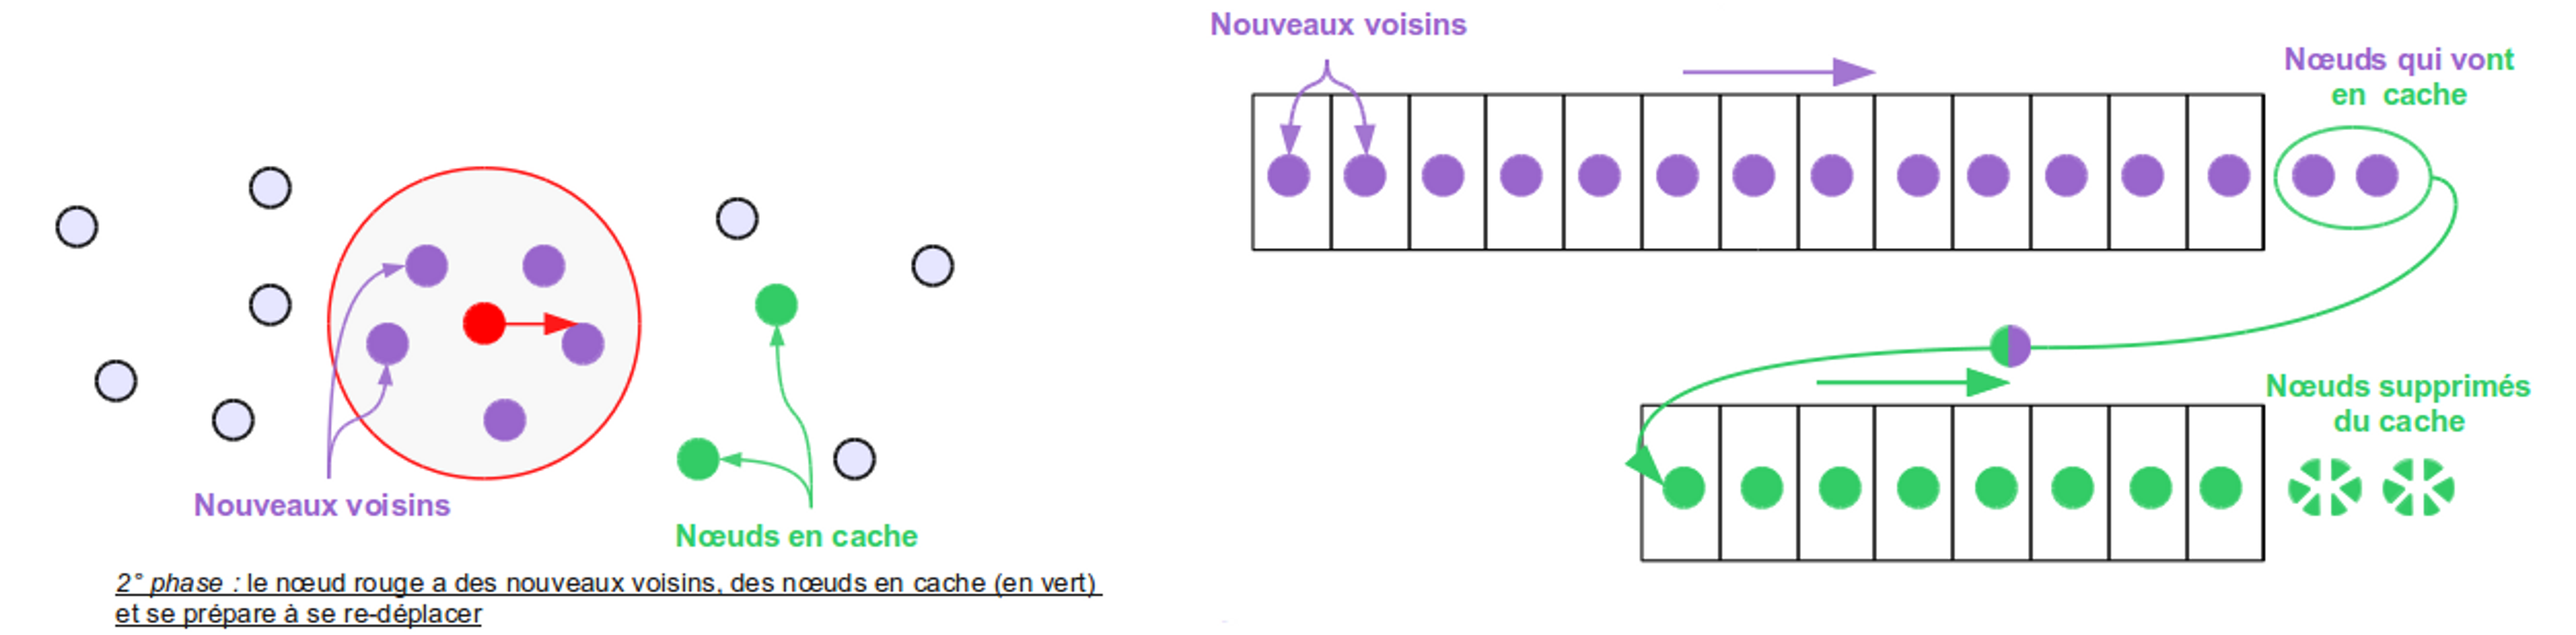 Nouveaux voisins
Nœuds en cache
2° phase : le nœud rouge a des nouveaux voisins, des nœuds en cache (en vert)
et se prépare à se re-déplacer
Nouveaux voisins
Nœuds qui vont
en cache
Nœuds supprimés
du cache